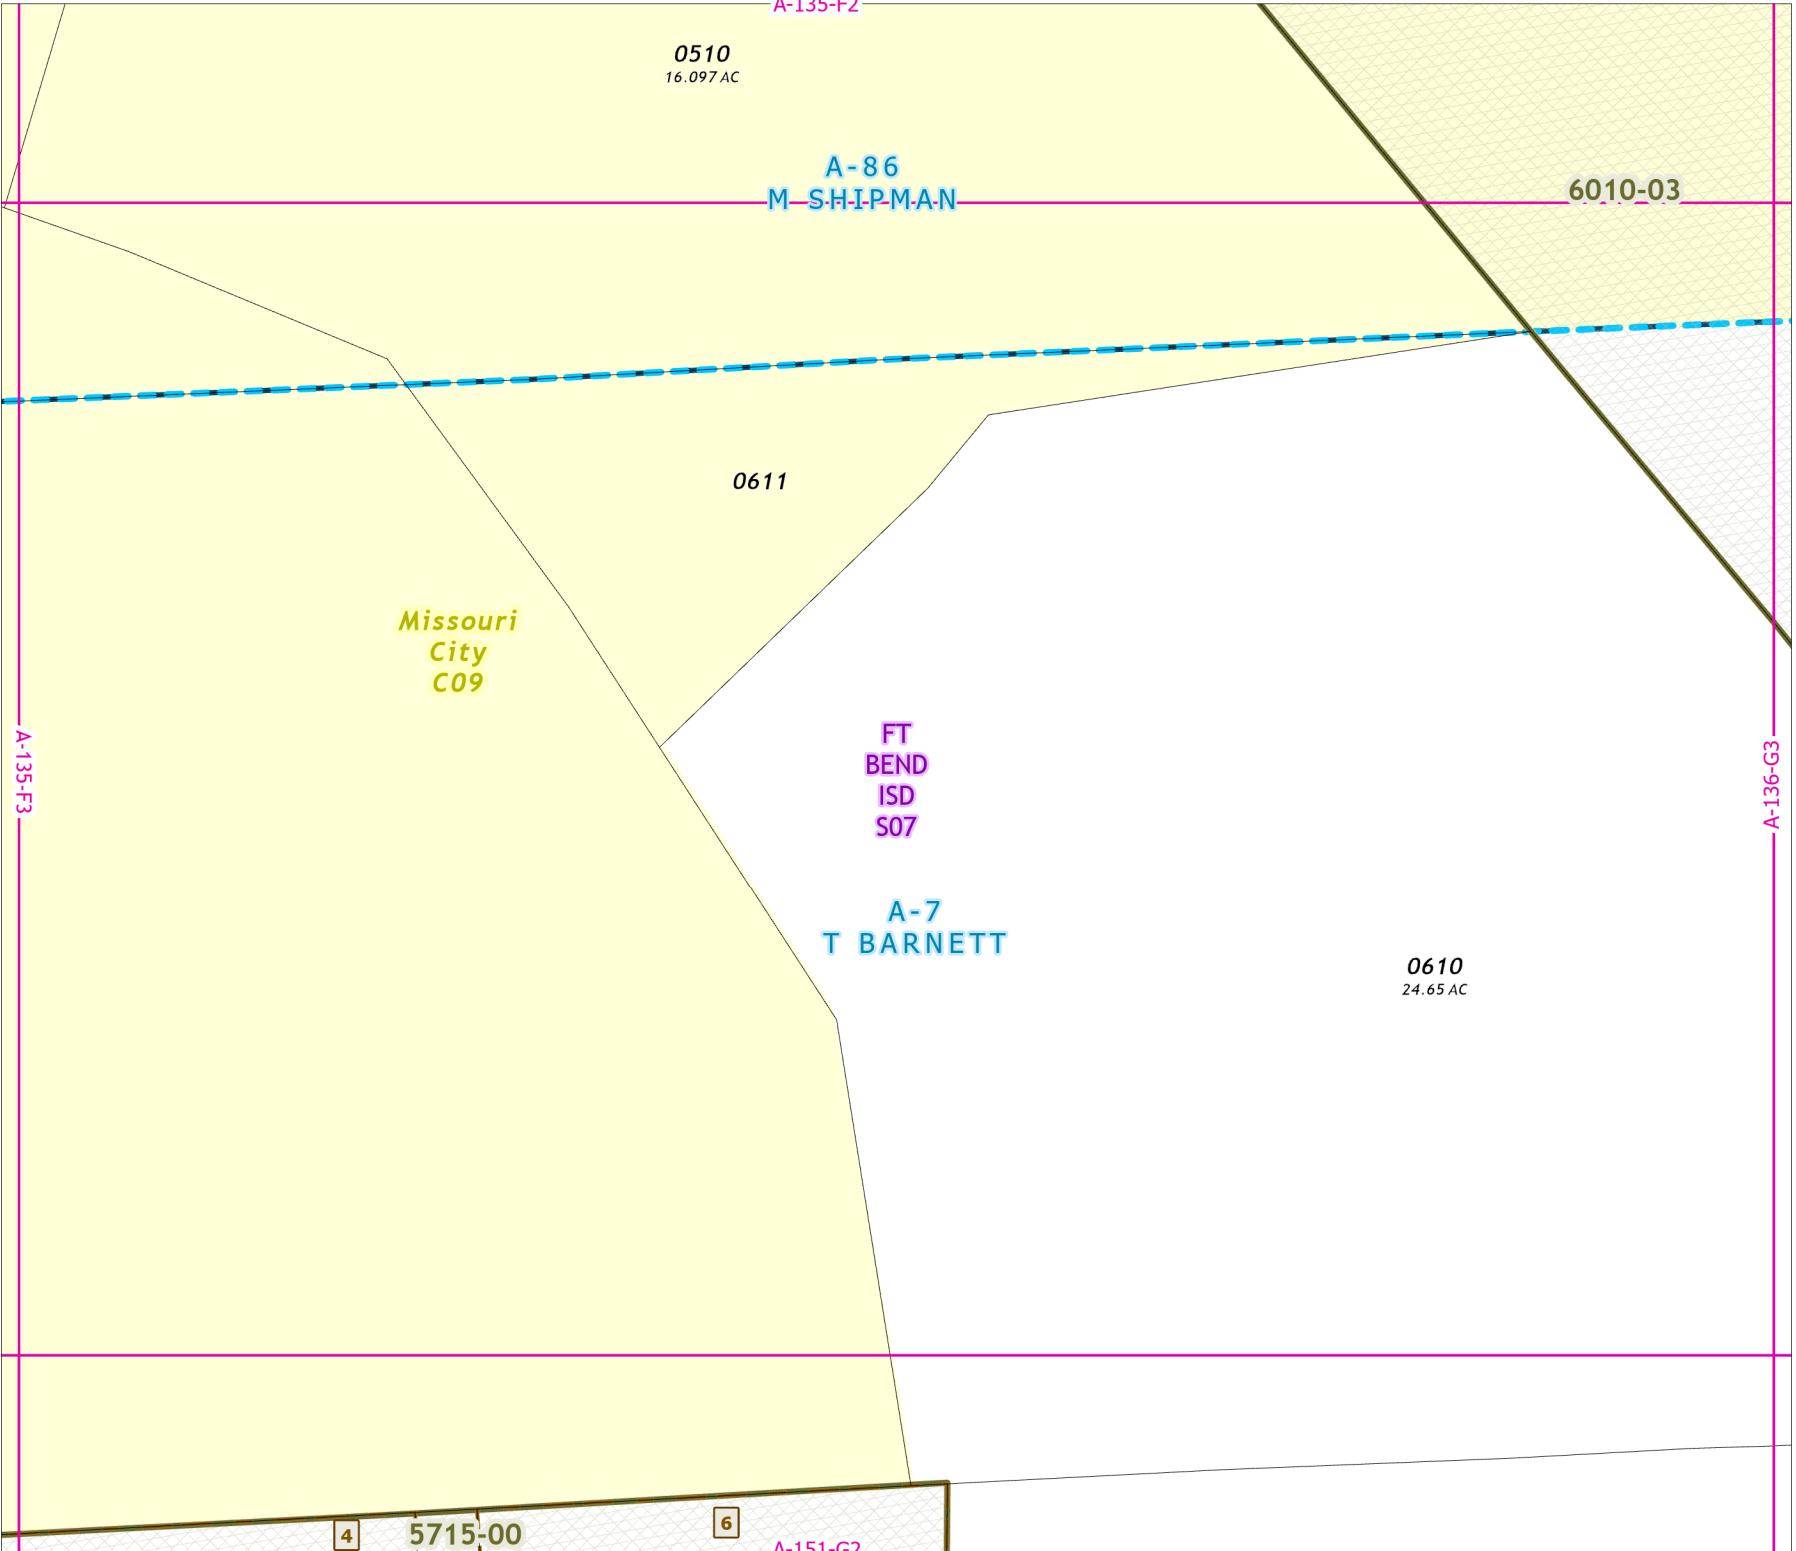 A-135-F2
0510
16.097 AC
A-86
M SHIPMAN
6010-03
0611
Missouri
City
C09
FT
BEND
ISD
S07
A-135-F3
A-136-G3
A-7
T BARNETT
0610
24.65 AC
4
5715-00
6
A-151-G2